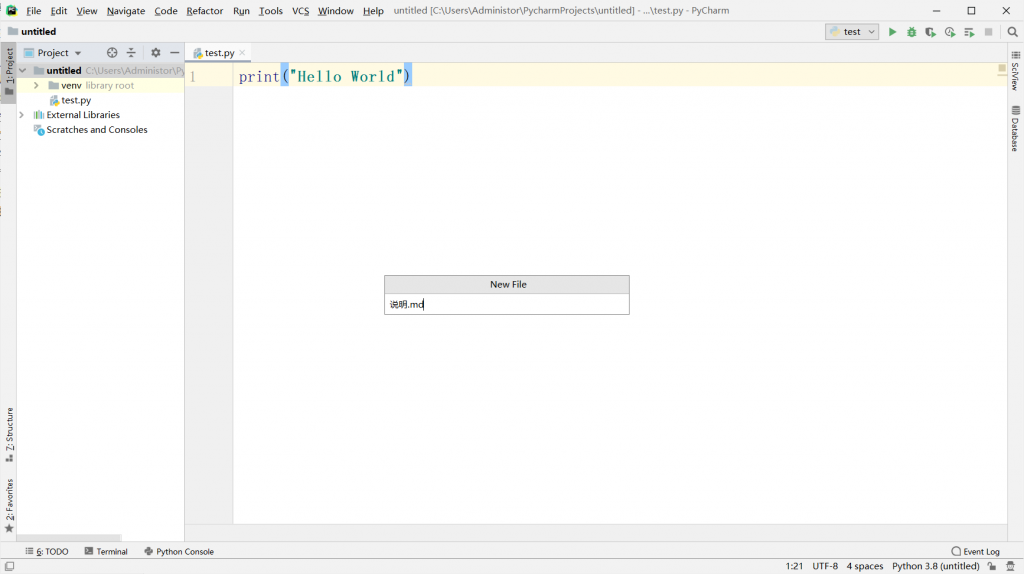 File Edit View Navigate Code Refactor Run Tools VCS Window Help untitled [C:\Users\Administor\PycharmProjects\untitled] - ...\test.py - PyCharm
untitled
test
1: Project
Project
test.py
untitled C:\Users\Administor\Py
venv library root
test.py
External Libraries
Scratches and Consoles
1
print("Hello World")
SciView
Database
New File
说明.md
7: Structure
2: Favorites
6: TODO
Terminal
Python Console
Event Log
1:21 UTF-8 4 spaces Python 3.8 (untitled)